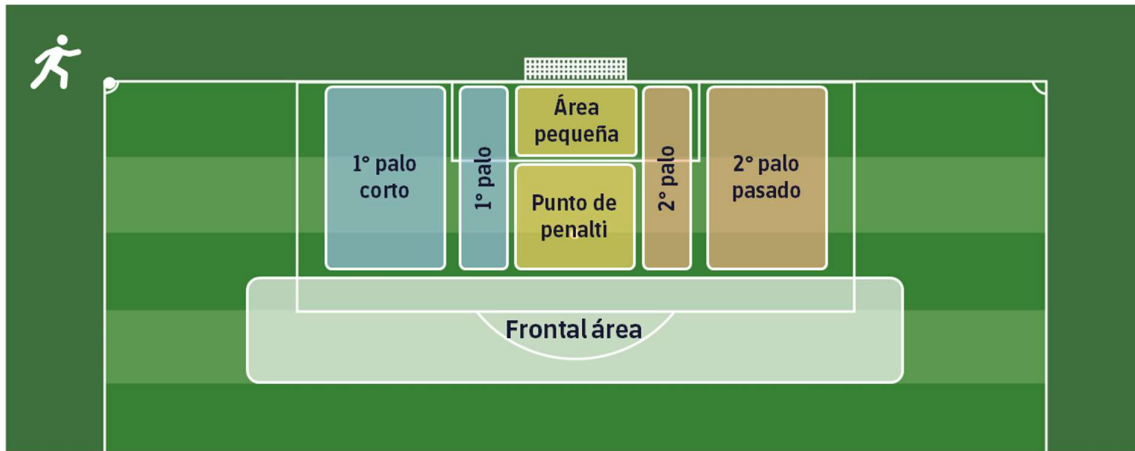 Área
pequeña
1° palo
corto
1° palo
2° palo
2° palo
pasado
Punto de
penalti
Frontal área